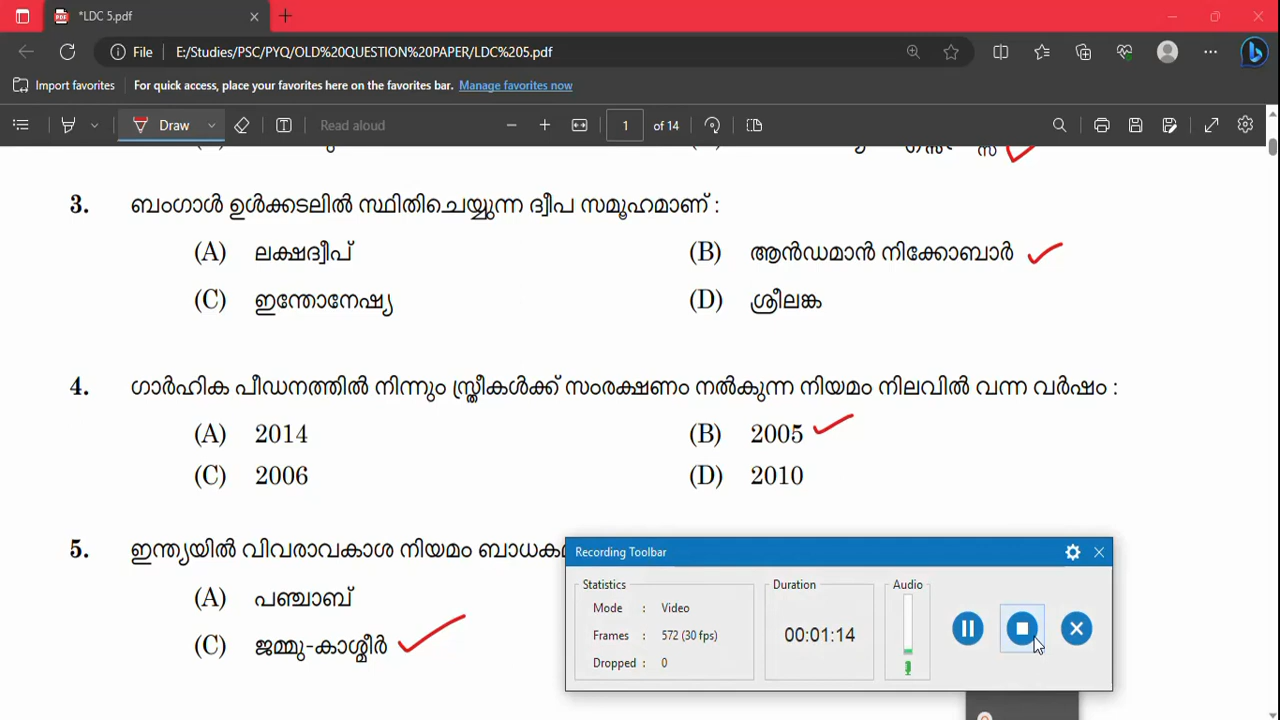 *LDC 5.pdf
File E:/Studies/PSC/PYQ/OLD%20QUESTION%20PAPER/LDC%205.pdf
Import favorites For quick access, place your favorites here on the favorites bar. Manage favorites now
Draw Read aloud 1 of 14
3. ബംഗാൾ ഉൾക്കടലിൽ സ്ഥിതിചെയ്യുന്ന ദ്വീപ സമൂഹമാണ് :
(A) ലക്ഷദ്വീപ് (B) ആൻഡമാൻ നിക്കോബാർ
(C) ഇന്തോനേഷ്യ (D) ശ്രീലങ്ക
4. ഗാർഹിക പീഡനത്തിൽ നിന്നും സ്ത്രീകൾക്ക് സംരക്ഷണം നൽകുന്ന നിയമം നിലവിൽ വന്ന വർഷം :
(A) 2014 (B) 2005
(C) 2006 (D) 2010
5. ഇന്ത്യയിൽ വിവരാവകാശ നിയമം
(A) പഞ്ചാബ്
(C) ജമ്മു-കാശ്മീർ
Recording Toolbar
Statistics Duration Audio
Mode : Video
Frames : 572 (30 fps) 00:01:14
Dropped : 0